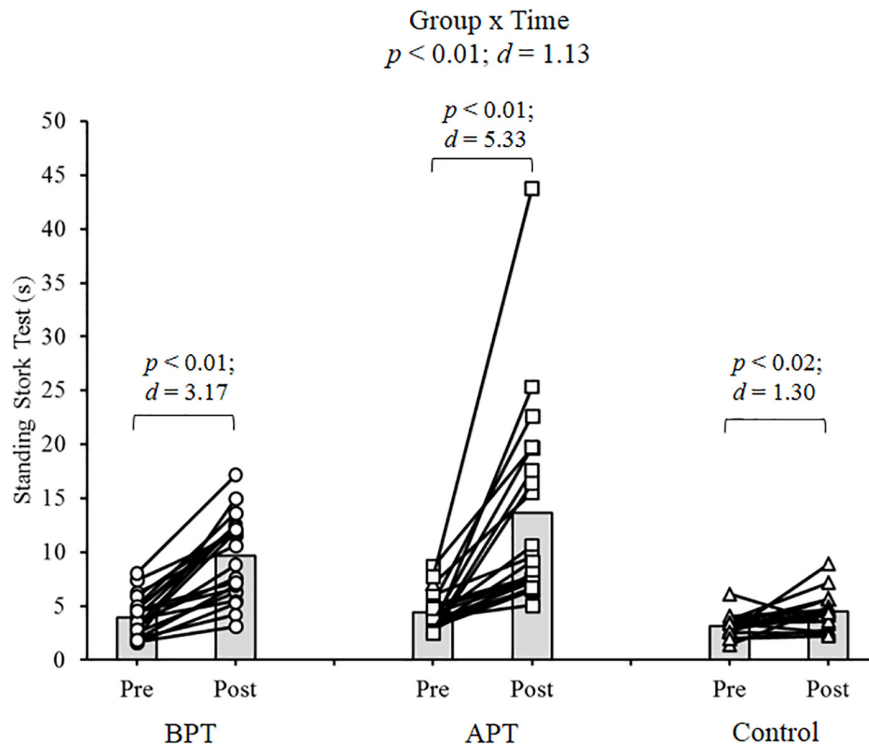 Group x Time
p < 0.01; d = 1.13
p < 0.01;
d = 5.33
50
45
40
35
30
25
20
15
10
5
0
Standing Stork Test (s)
p < 0.01;
d = 3.17
p < 0.02;
d = 1.30
Pre Post Pre Post Pre Post
BPT APT Control